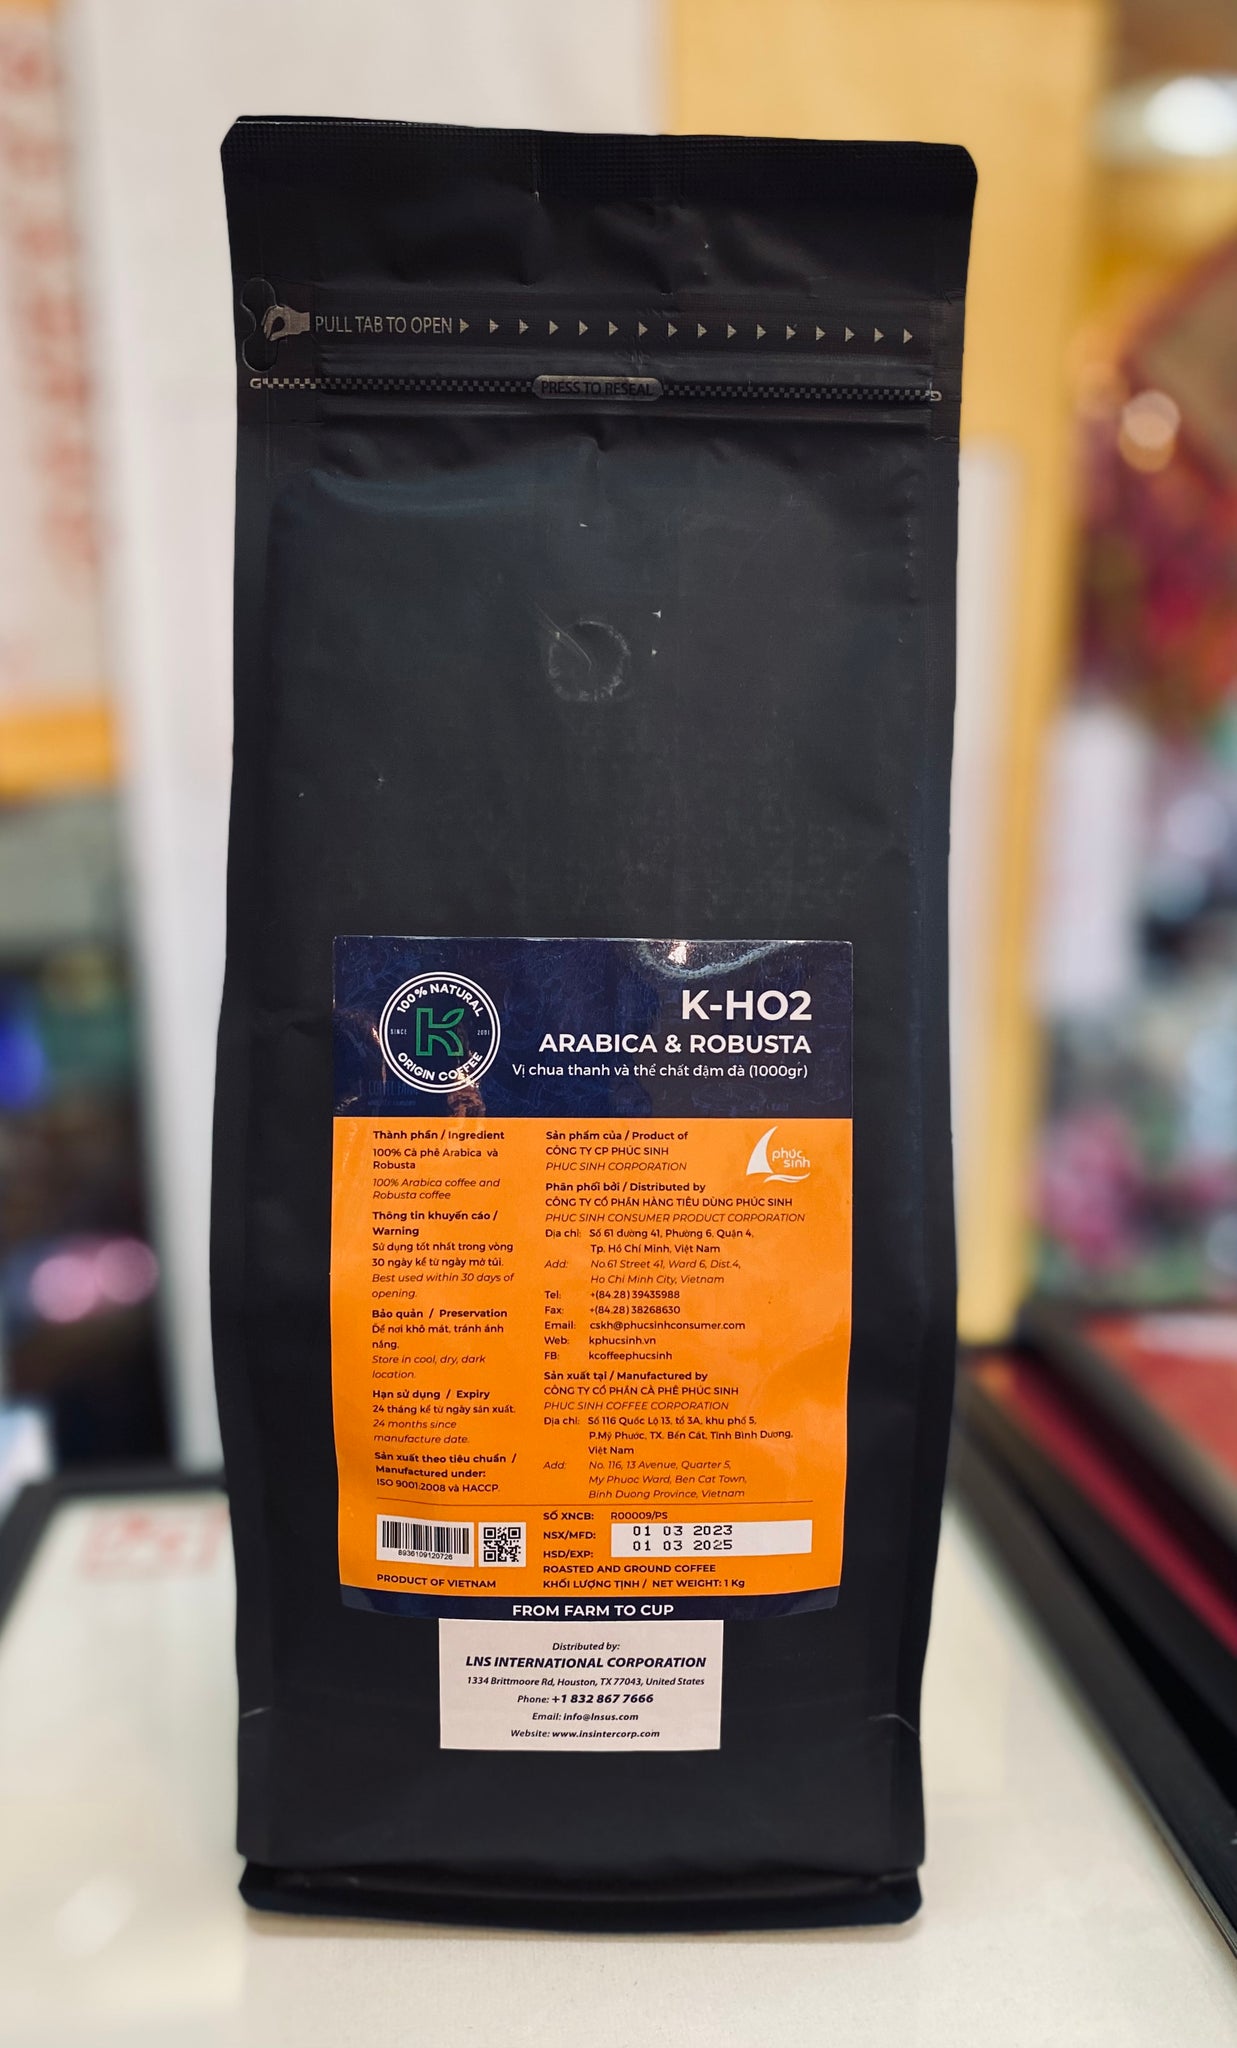 PULL TAB TO OPEN
PRESS TO RESEAL
100% NATURAL
SINCE
2001
K
ORIGIN COFFEE
K-HO2
ARABICA & ROBUSTA
Vị chua thanh và thể chất đậm đà (1000gr)
Thành phần / Ingredient
100% Cà phê Arabica và
Robusta
100% Arabica coffee and
Robusta coffee
Thông tin khuyến cáo /
Warning
Sử dụng tốt nhất trong vòng
30 ngày kể từ ngày mở túi.
Best used within 30 days of
opening.
Bảo quản / Preservation
Để nơi khô mát, tránh ánh
nắng.
Store in cool, dry, dark
location.
Hạn sử dụng / Expiry
24 tháng kể từ ngày sản xuất.
24 months since
manufacture date.
Sản xuất theo tiêu chuẩn /
Manufactured under:
ISO 9001:2008 và HACCP.
8936109120726
PRODUCT OF VIETNAM
Sản phẩm của / Product of
CÔNG TY CP PHÚC SINH
PHUC SINH CORPORATION
phúc
sinh
Phân phối bởi / Distributed by
CÔNG TY CỔ PHẦN HÀNG TIÊU DÙNG PHÚC SINH
PHUC SINH CONSUMER PRODUCT CORPORATION
Địa chỉ: Số 61 đường 41, Phường 6, Quận 4,
Tp. Hồ Chí Minh, Việt Nam
Add: No.61 Street 41, Ward 6, Dist.4,
Ho Chi Minh City, Vietnam
Tel: +(84.28) 39435988
Fax: +(84.28) 38268630
Email: cskh@phucsinhconsumer.com
Web: kphucsinh.vn
FB: kcoffeephucsinh
Sản xuất tại / Manufactured by
CÔNG TY CỔ PHẦN CÀ PHÊ PHÚC SINH
PHUC SINH COFFEE CORPORATION
Địa chỉ: Số 116 Quốc Lộ 13, tổ 3A, khu phố 5,
P.Mỹ Phước, TX. Bến Cát, Tỉnh Bình Dương,
Việt Nam
Add: No. 116, 13 Avenue, Quarter 5,
My Phuoc Ward, Ben Cat Town,
Binh Duong Province, Vietnam
SỐ XNCB: R00009/PS
NSX/MFD: 01 03 2023
HSD/EXP: 01 03 2025
ROASTED AND GROUND COFFEE
KHỐI LƯỢNG TỊNH / NET WEIGHT: 1 Kg
FROM FARM TO CUP
Distributed by:
LNS INTERNATIONAL CORPORATION
1334 Brittmoore Rd, Houston, TX 77043, United States
Phone: +1 832 867 7666
Email: info@lnsus.com
Website: www.insintercorp.com